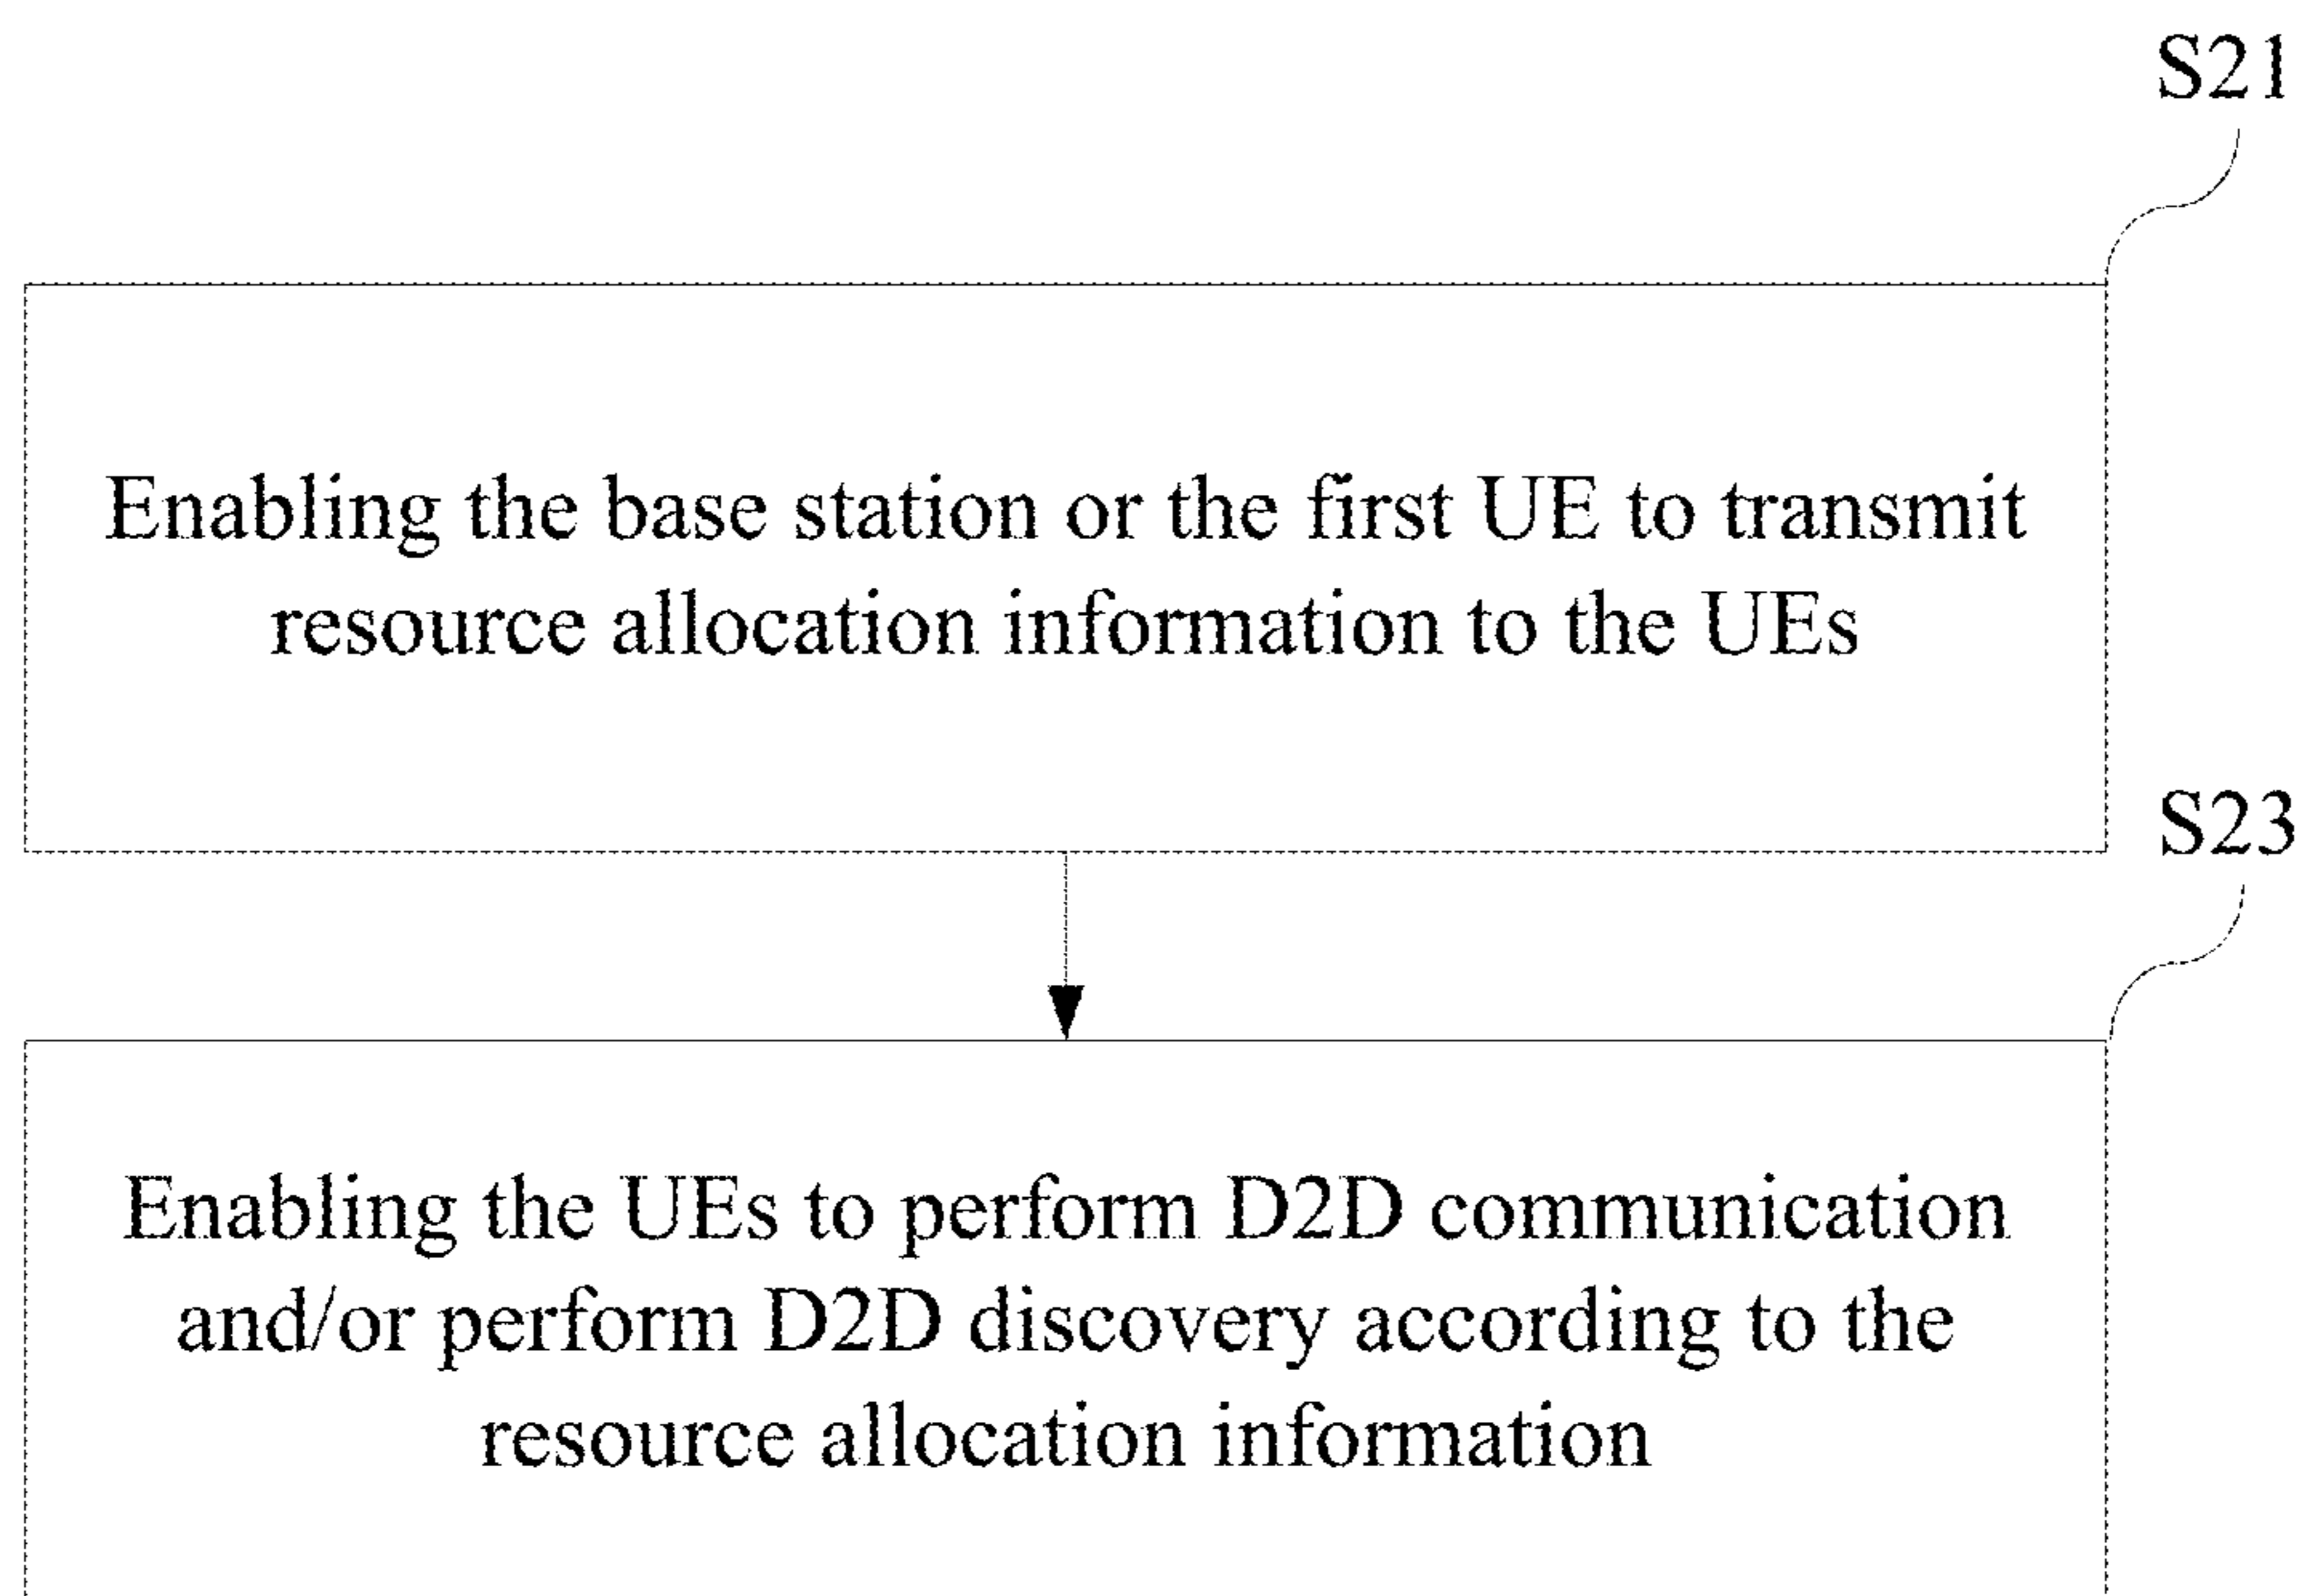 S21
Enabling the base station or the first UE to transmit
resource allocation information to the UEs
S23
Enabling the UEs to perform D2D communication
and/or perform D2D discovery according to the
resource allocation information